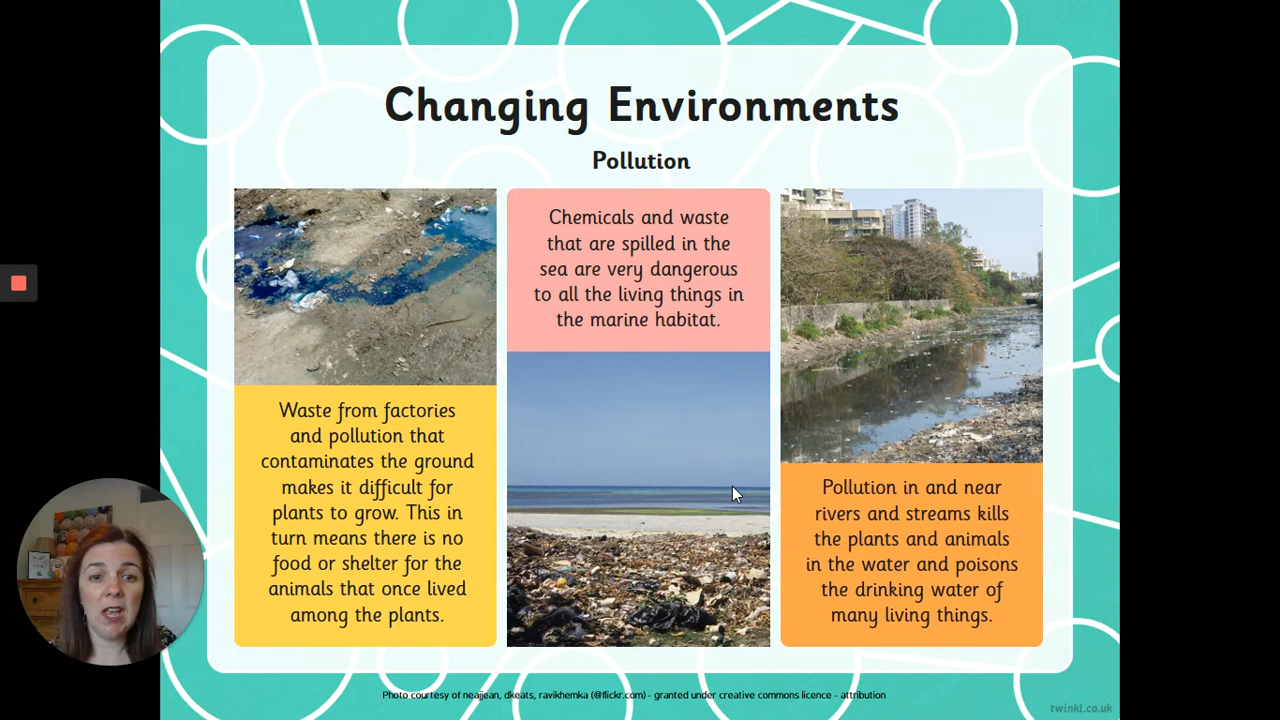 Changing Environments
Pollution
Waste from factories
and pollution that
contaminates the ground
makes it difficult for
plants to grow. This in
turn means there is no
food or shelter for the
animals that once lived
among the plants.
Chemicals and waste
that are spilled in the
sea are very dangerous
to all the living things in
the marine habitat.
Pollution in and near
rivers and streams kills
the plants and animals
in the water and poisons
the drinking water of
many living things.
Photo courtesy of neajjean, dkeats, ravikhemka (@flickr.com) - granted under creative commons licence - attribution
twinkl.co.uk